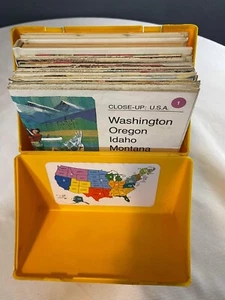 CLOSE-UP: U.S.A.
1
Washington
Oregon
Idaho
Montana